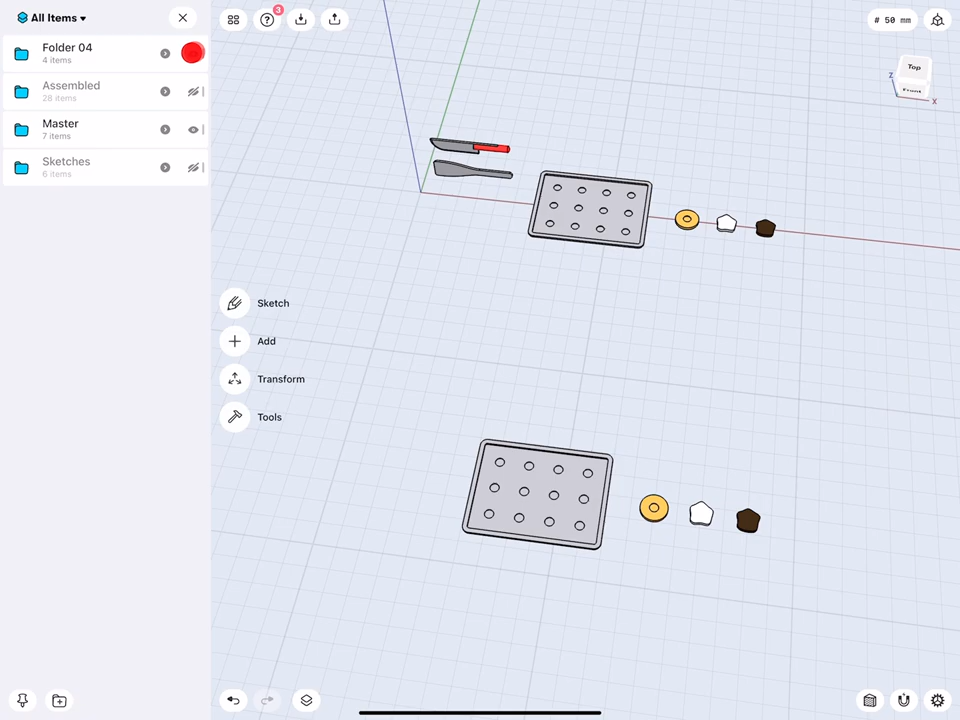 All Items
3
# 50 mm
Folder 04
4 items
Top
Front
Z
X
Assembled
28 items
Master
7 items
Sketches
6 items
Sketch
Add
Transform
Tools